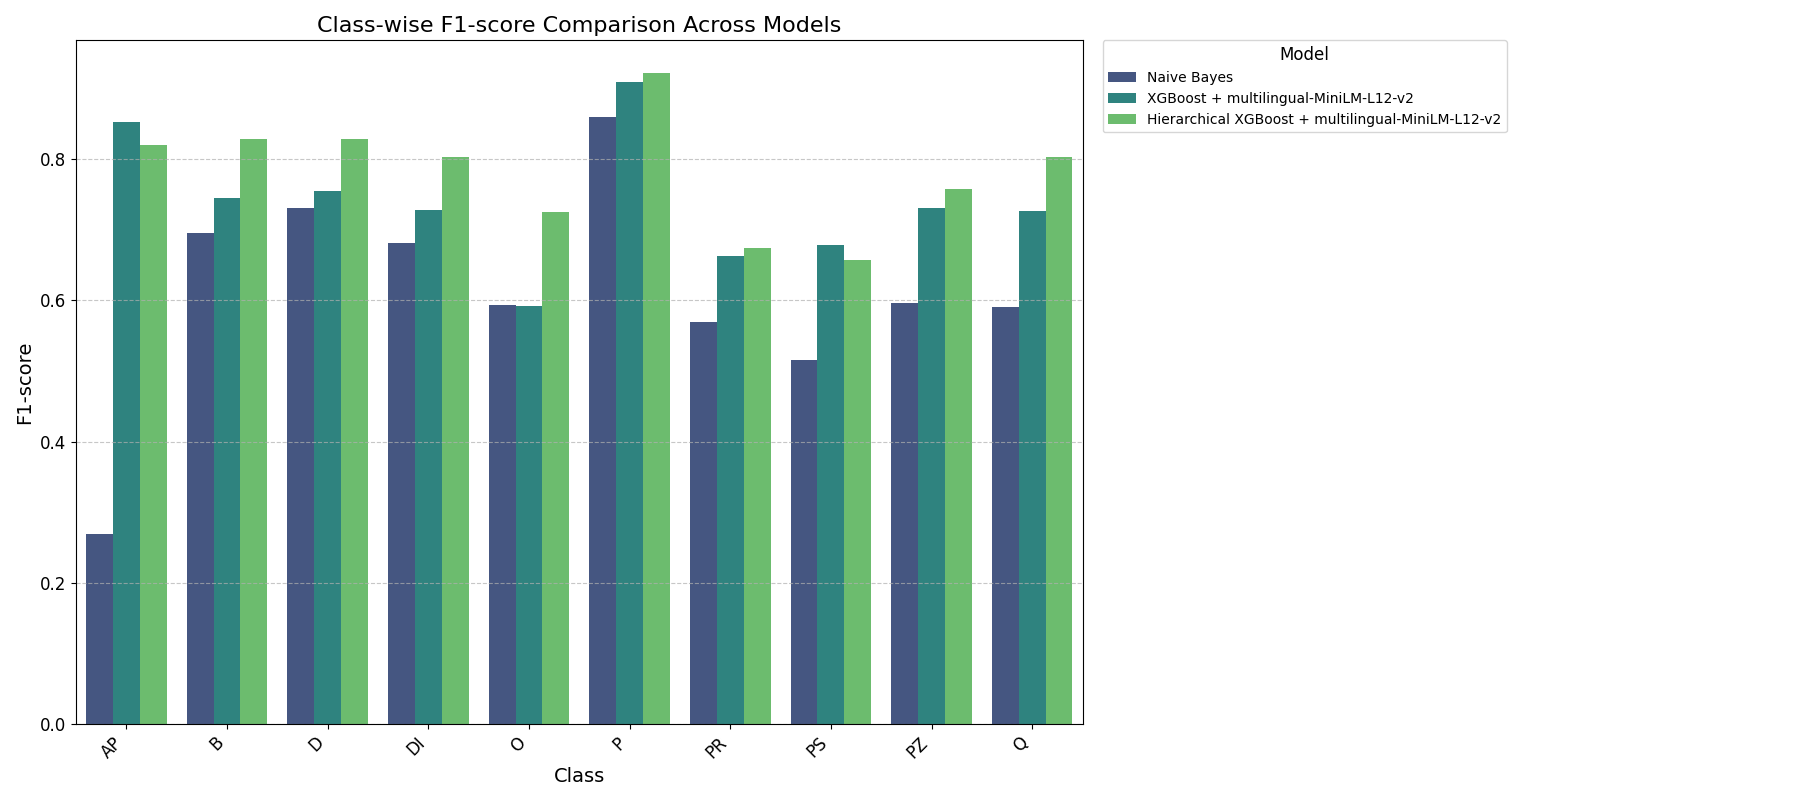 Class-wise F1-score Comparison Across Models
Model
Naive Bayes
XGBoost + multilingual-MiniLM-L12-v2
Hierarchical XGBoost + multilingual-MiniLM-L12-v2
F1-score
0.8
0.6
0.4
0.2
0.0
AP B D DI O P PR PS PZ Q
Class